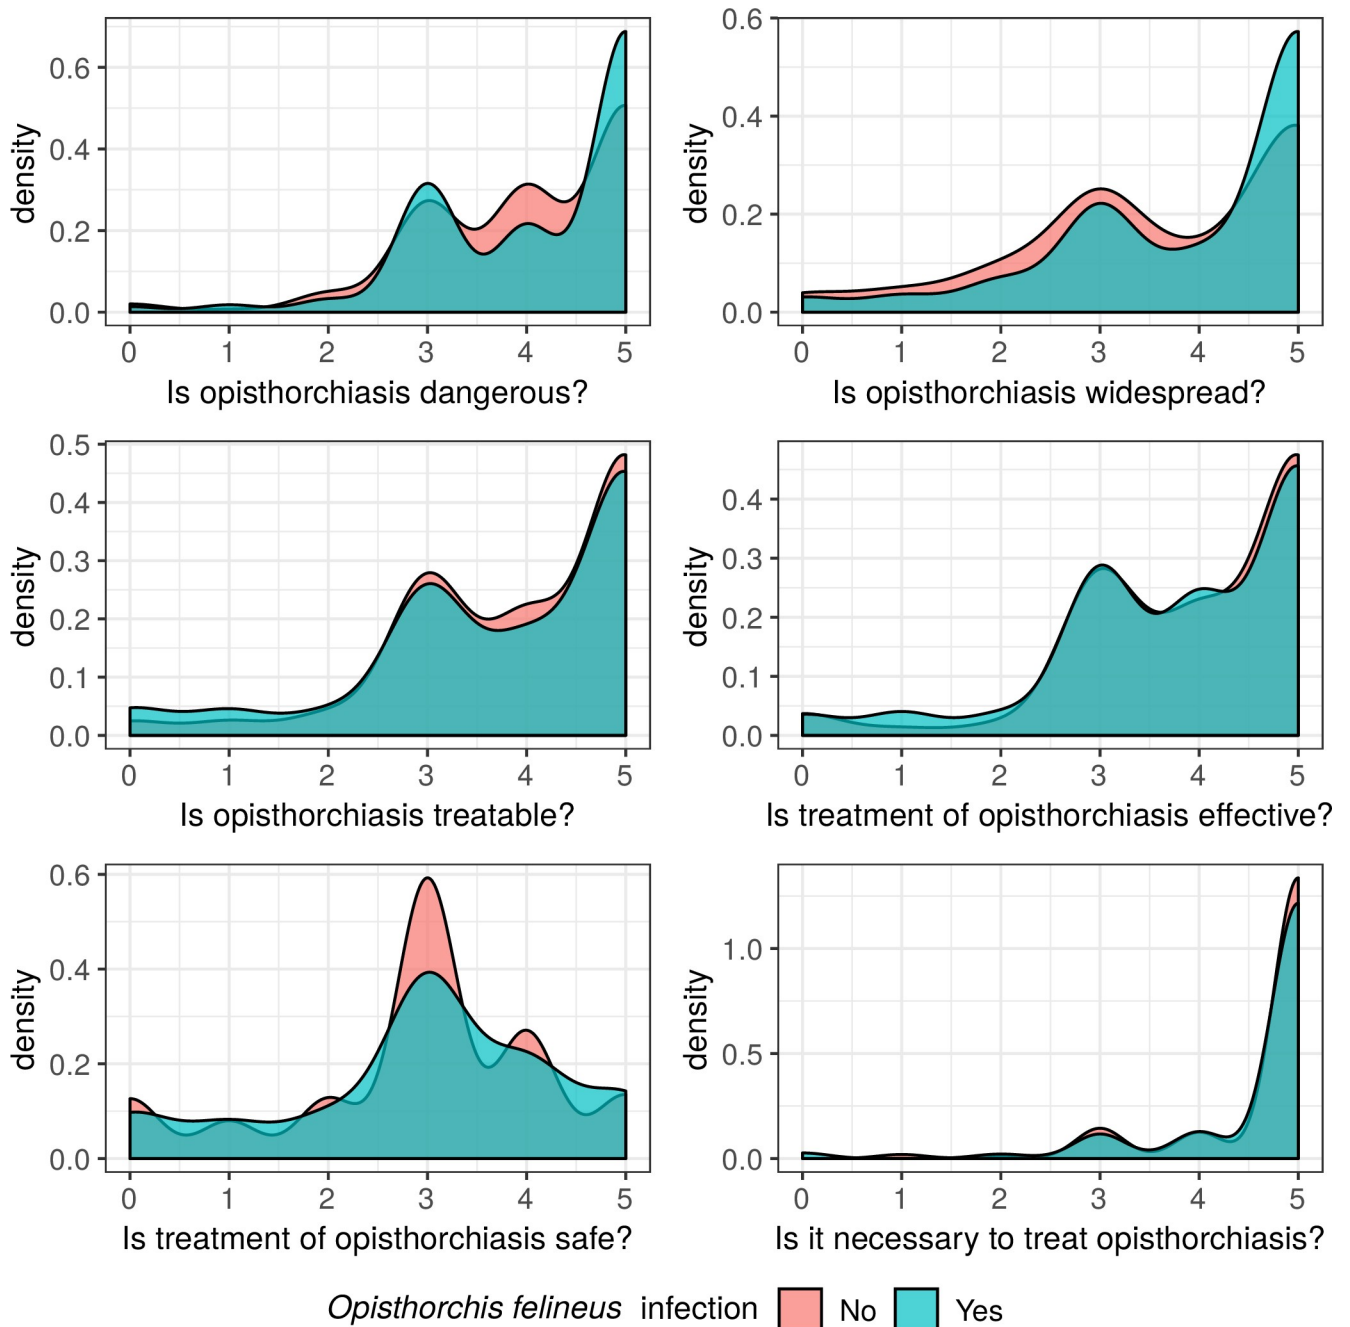 density
0.6
0.4
0.2
0.0
0 1 2 3 4 5
Is opisthorchiasis dangerous?
density
0.6
0.4
0.2
0.0
0 1 2 3 4 5
Is opisthorchiasis widespread?
density
0.5
0.4
0.3
0.2
0.1
0.0
0 1 2 3 4 5
Is opisthorchiasis treatable?
density
0.4
0.3
0.2
0.1
0.0
0 1 2 3 4 5
Is treatment of opisthorchiasis effective?
density
0.6
0.4
0.2
0.0
0 1 2 3 4 5
Is treatment of opisthorchiasis safe?
density
1.0
0.5
0.0
0 1 2 3 4 5
Is it necessary to treat opisthorchiasis?
Opisthorchis felineus infection No Yes